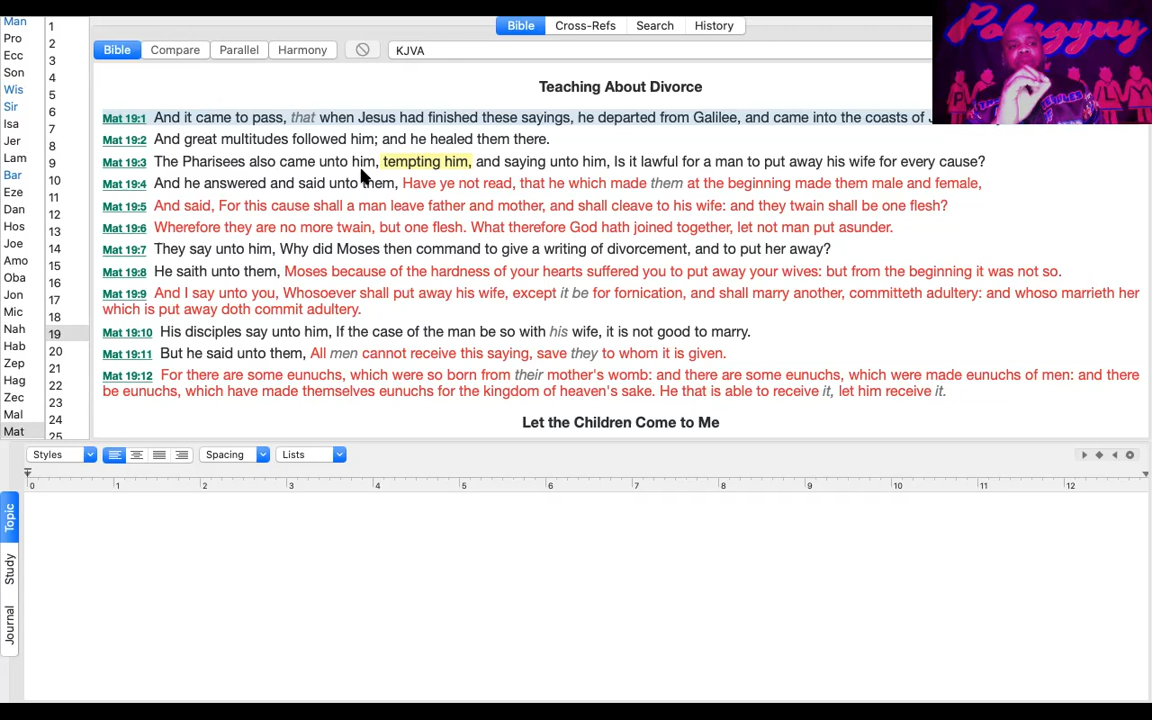 Bible Cross-Refs Search History
Bible Compare Parallel Harmony KJVA
Man
Pro
Ecc
Son
Wis
Sir
Isa
Jer
Lam
Bar
Eze
Dan
Hos
Joe
Amo
Oba
Jon
Mic
Nah
Hab
Zep
Hag
Zec
Mal
Mat
1
2
3
4
5
6
7
8
9
10
11
12
13
14
15
16
17
18
19
20
21
22
23
24
25
Teaching About Divorce
Mat 19:1 And it came to pass, that when Jesus had finished these sayings, he departed from Galilee, and came into the coasts of
Mat 19:2 And great multitudes followed him; and he healed them there.
Mat 19:3 The Pharisees also came unto him, tempting him, and saying unto him, Is it lawful for a man to put away his wife for every cause?
Mat 19:4 And he answered and said unto them, Have ye not read, that he which made them at the beginning made them male and female,
Mat 19:5 And said, For this cause shall a man leave father and mother, and shall cleave to his wife: and they twain shall be one flesh?
Mat 19:6 Wherefore they are no more twain, but one flesh. What therefore God hath joined together, let not man put asunder.
Mat 19:7 They say unto him, Why did Moses then command to give a writing of divorcement, and to put her away?
Mat 19:8 He saith unto them, Moses because of the hardness of your hearts suffered you to put away your wives: but from the beginning it was not so.
Mat 19:9 And I say unto you, Whosoever shall put away his wife, except it be for fornication, and shall marry another, committeth adultery: and whoso marrieth her
which is put away doth commit adultery.
Mat 19:10 His disciples say unto him, If the case of the man be so with his wife, it is not good to marry.
Mat 19:11 But he said unto them, All men cannot receive this saying, save they to whom it is given.
Mat 19:12 For there are some eunuchs, which were so born from their mother's womb: and there are some eunuchs, which were made eunuchs of men: and there
be eunuchs, which have made themselves eunuchs for the kingdom of heaven's sake. He that is able to receive it, let him receive it.
Let the Children Come to Me
Polygyny
Styles Spacing Lists
0 1 2 3 4 5 6 7 8 9 10 11 12
Topic
Study
Journal